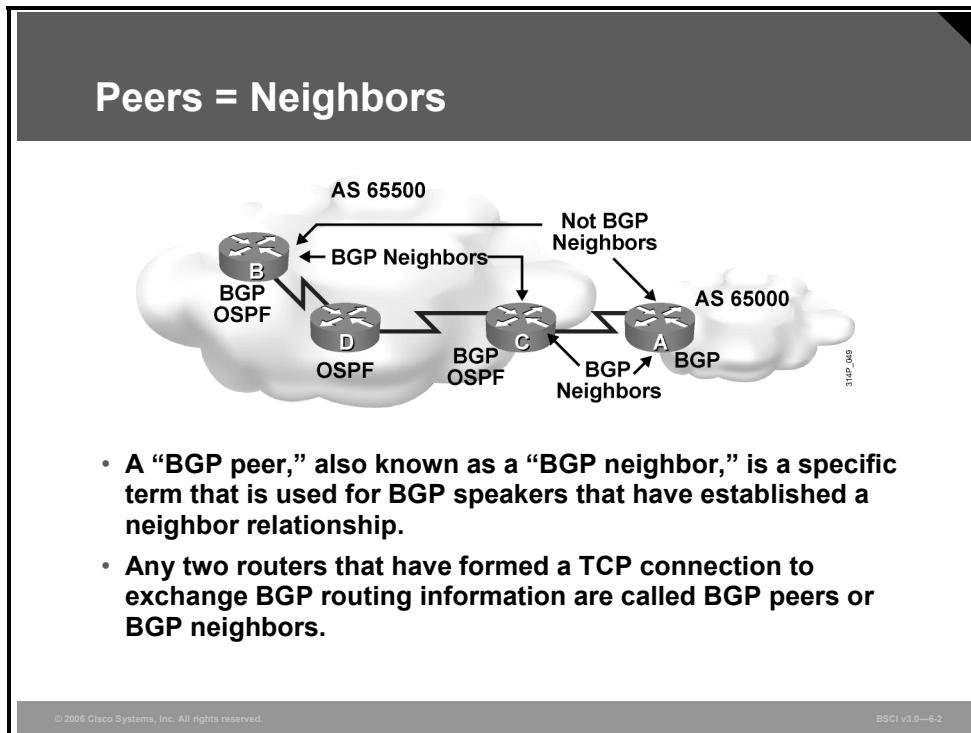 Peers = Neighbors
AS 65500
Not BGP
Neighbors
BGP Neighbors
B
BGP
OSPF
AS 65000
D
OSPF
C
BGP
OSPF
A
BGP
BGP
Neighbors
314P_049
• A “BGP peer,” also known as a “BGP neighbor,” is a specific
term that is used for BGP speakers that have established a
neighbor relationship.
• Any two routers that have formed a TCP connection to
exchange BGP routing information are called BGP peers or
BGP neighbors.
© 2006 Cisco Systems, Inc. All rights reserved.
BSCI v3.0—6-2